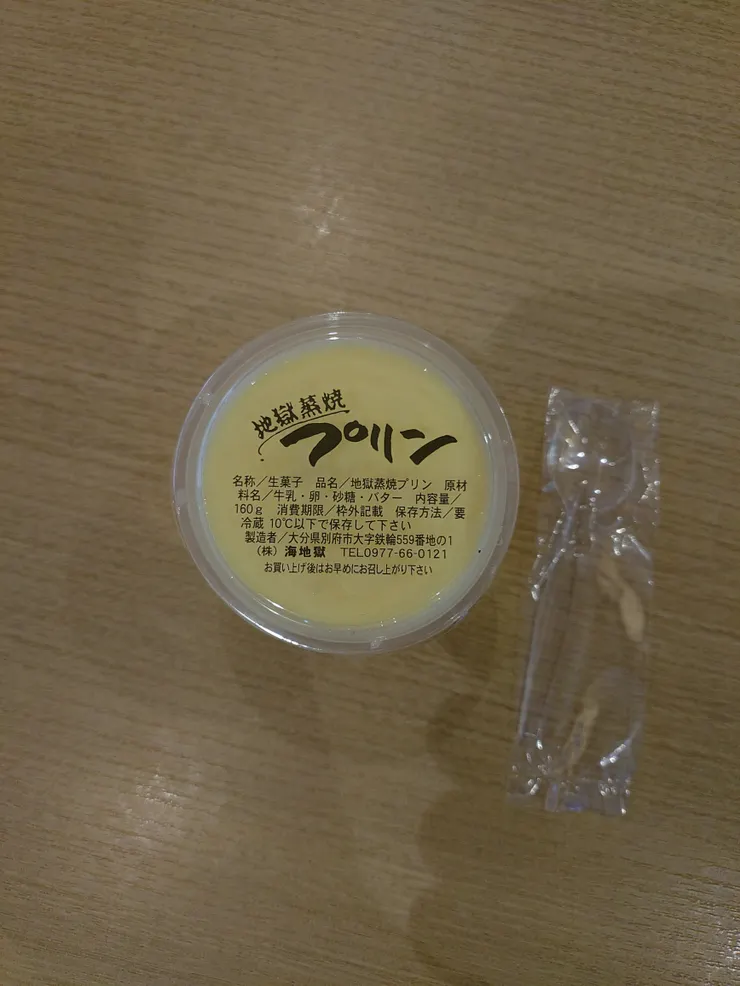 地獄蒸焼
プリン
名称／生菓子　品名／地獄蒸焼プリン　原材
料名／牛乳・卵・砂糖・バター　内容量／
160g　消費期限／枠外記載　保存方法／要
冷蔵 10℃以下で保存して下さい
製造者／大分県別府市大字鉄輪559番地の1
（株）海地獄　TEL0977-66-0121
お買い上げ後はお早めにお召し上がり下さい